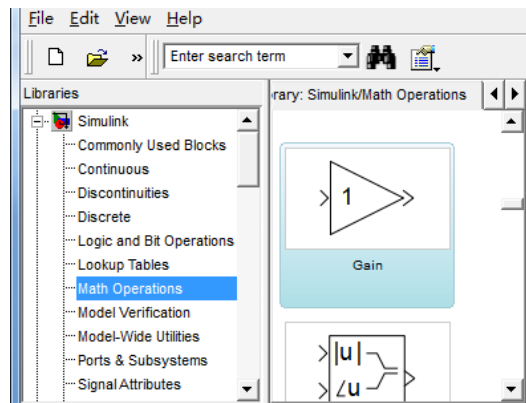 File Edit View Help
» Enter search term
Libraries
rary: Simulink/Math Operations
Simulink
Commonly Used Blocks
Continuous
Discontinuities
Discrete
Logic and Bit Operations
Lookup Tables
Math Operations
Model Verification
Model-Wide Utilities
Ports & Subsystems
Signal Attributes
1
Gain
|u|
∠u